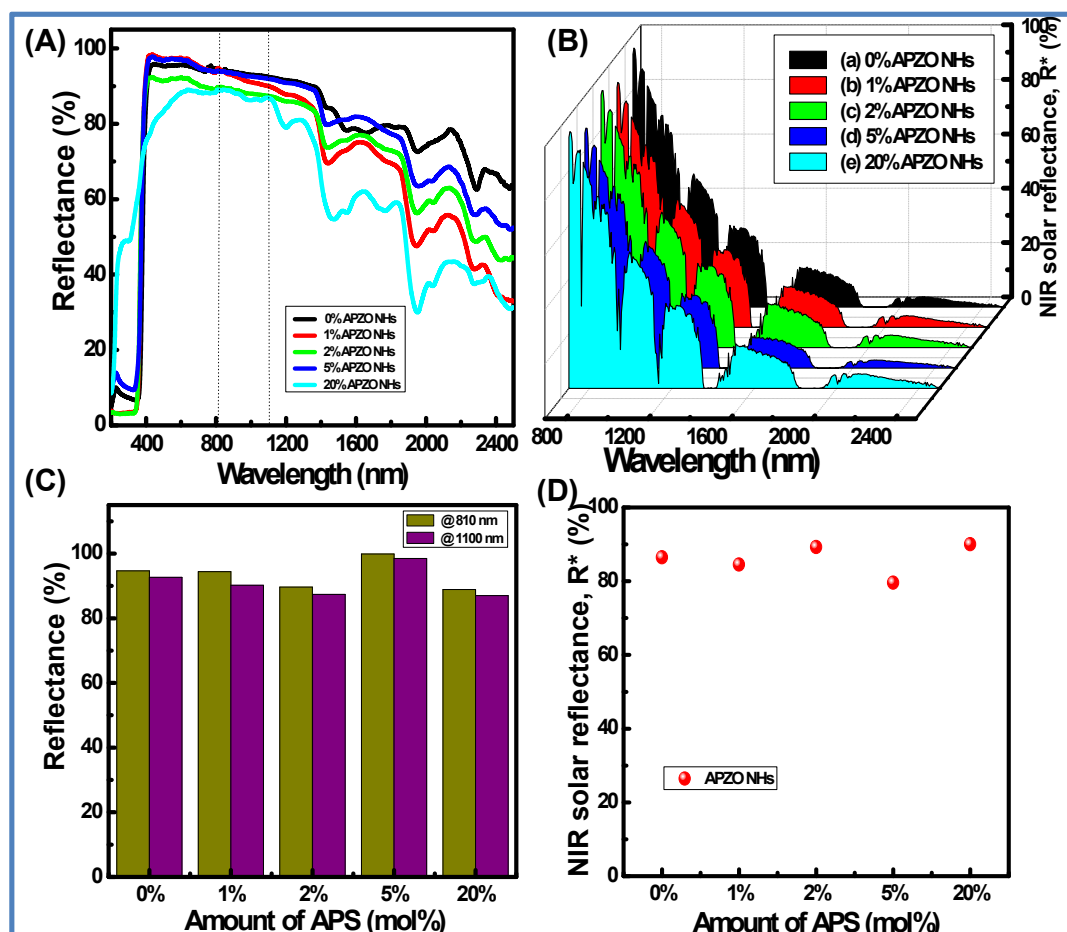 (A)
Reflectance (%)
100
80
60
40
20
0
0% APZO NHs
1% APZO NHs
2% APZO NHs
5% APZO NHs
20% APZO NHs
400 800 1200 1600 2000 2400
Wavelength (nm)
(B)
(a) 0% APZO NHs
(b) 1% APZO NHs
(c) 2% APZO NHs
(d) 5% APZO NHs
(e) 20% APZO NHs
100
80
60
40
20
0
NIR solar reflectance, R* (%)
800 1200 1600 2000 2400
Wavelength (nm)
(C)
Reflectance (%)
100
80
60
40
20
0
@ 810 nm
@ 1100 nm
0% 1% 2% 5% 20%
Amount of APS (mol%)
(D)
NIR solar reflectance, R* (%)
100
80
60
40
20
0
APZO NHs
0% 1% 2% 5% 20%
Amount of APS (mol%)